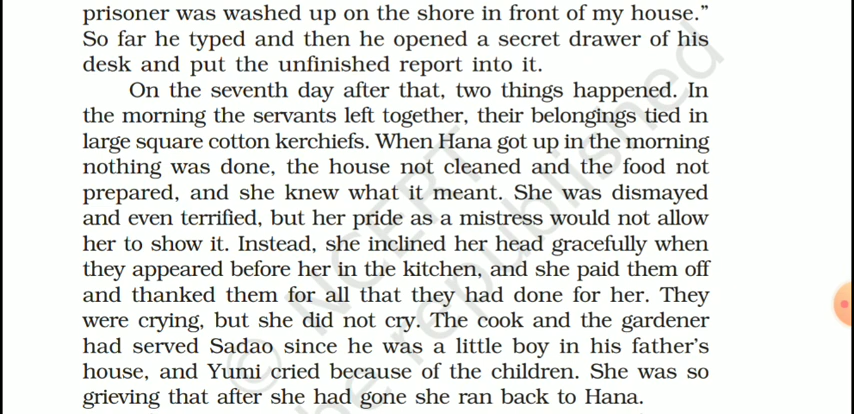 prisoner was washed up on the shore in front of my house.”
So far he typed and then he opened a secret drawer of his
desk and put the unfinished report into it.
On the seventh day after that, two things happened. In
the morning the servants left together, their belongings tied in
large square cotton kerchiefs. When Hana got up in the morning
nothing was done, the house not cleaned and the food not
prepared, and she knew what it meant. She was dismayed
and even terrified, but her pride as a mistress would not allow
her to show it. Instead, she inclined her head gracefully when
they appeared before her in the kitchen, and she paid them off
and thanked them for all that they had done for her. They
were crying, but she did not cry. The cook and the gardener
had served Sadao since he was a little boy in his father’s
house, and Yumi cried because of the children. She was so
grieving that after she had gone she ran back to Hana.
© NCERT
be republished